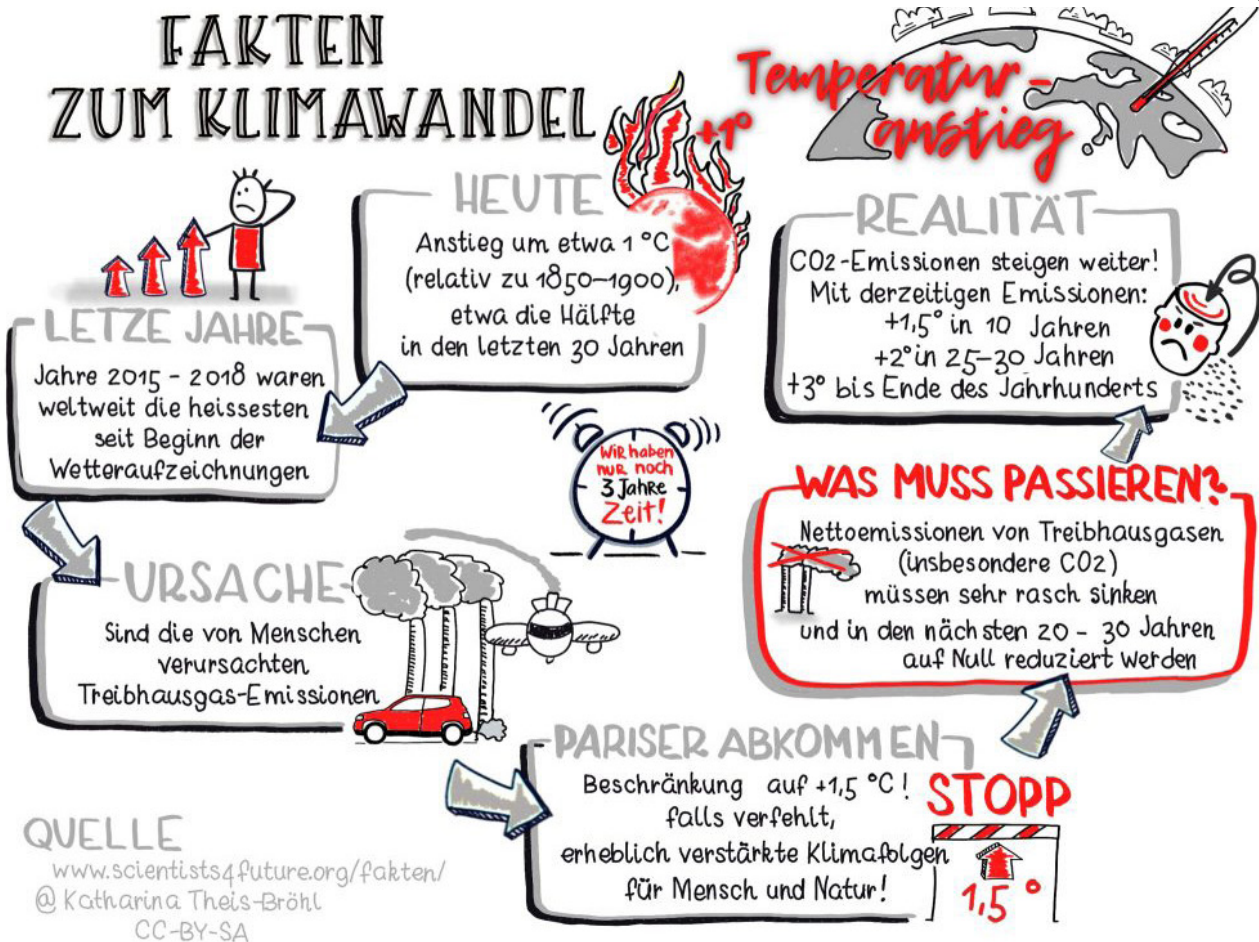 FAKTEN
ZUM KLIMAWANDEL
+1°
Temperatur-
anstieg
HEUTE
Anstieg um etwa 1 °C
(relativ zu 1850–1900),
etwa die Hälfte
in den letzten 30 Jahren
LETZE JAHRE
Jahre 2015 - 2018 waren
weltweit die heissesten
seit Beginn der
Wetteraufzeichnungen
URSACHE
Sind die von Menschen
verursachten
Treibhausgas-Emissionen
Wir haben
nur noch
3 Jahre
Zeit!
PARISER ABKOMMEN
Beschränkung auf +1,5 °C!
falls verfehlt,
erheblich verstärkte Klimafolgen
für Mensch und Natur!
STOPP
1,5 °
WAS MUSS PASSIEREN?
Nettoemissionen von Treibhausgasen
(insbesondere CO2)
müssen sehr rasch sinken
und in den nächsten 20 - 30 Jahren
auf Null reduziert werden
REALITÄT
CO2-Emissionen steigen weiter!
Mit derzeitigen Emissionen:
+1,5° in 10 Jahren
+2° in 25–30 Jahren
+3° bis Ende des Jahrhunderts
QUELLE
www.scientists4future.org/fakten/
@ Katharina Theis-Bröhl
CC-BY-SA